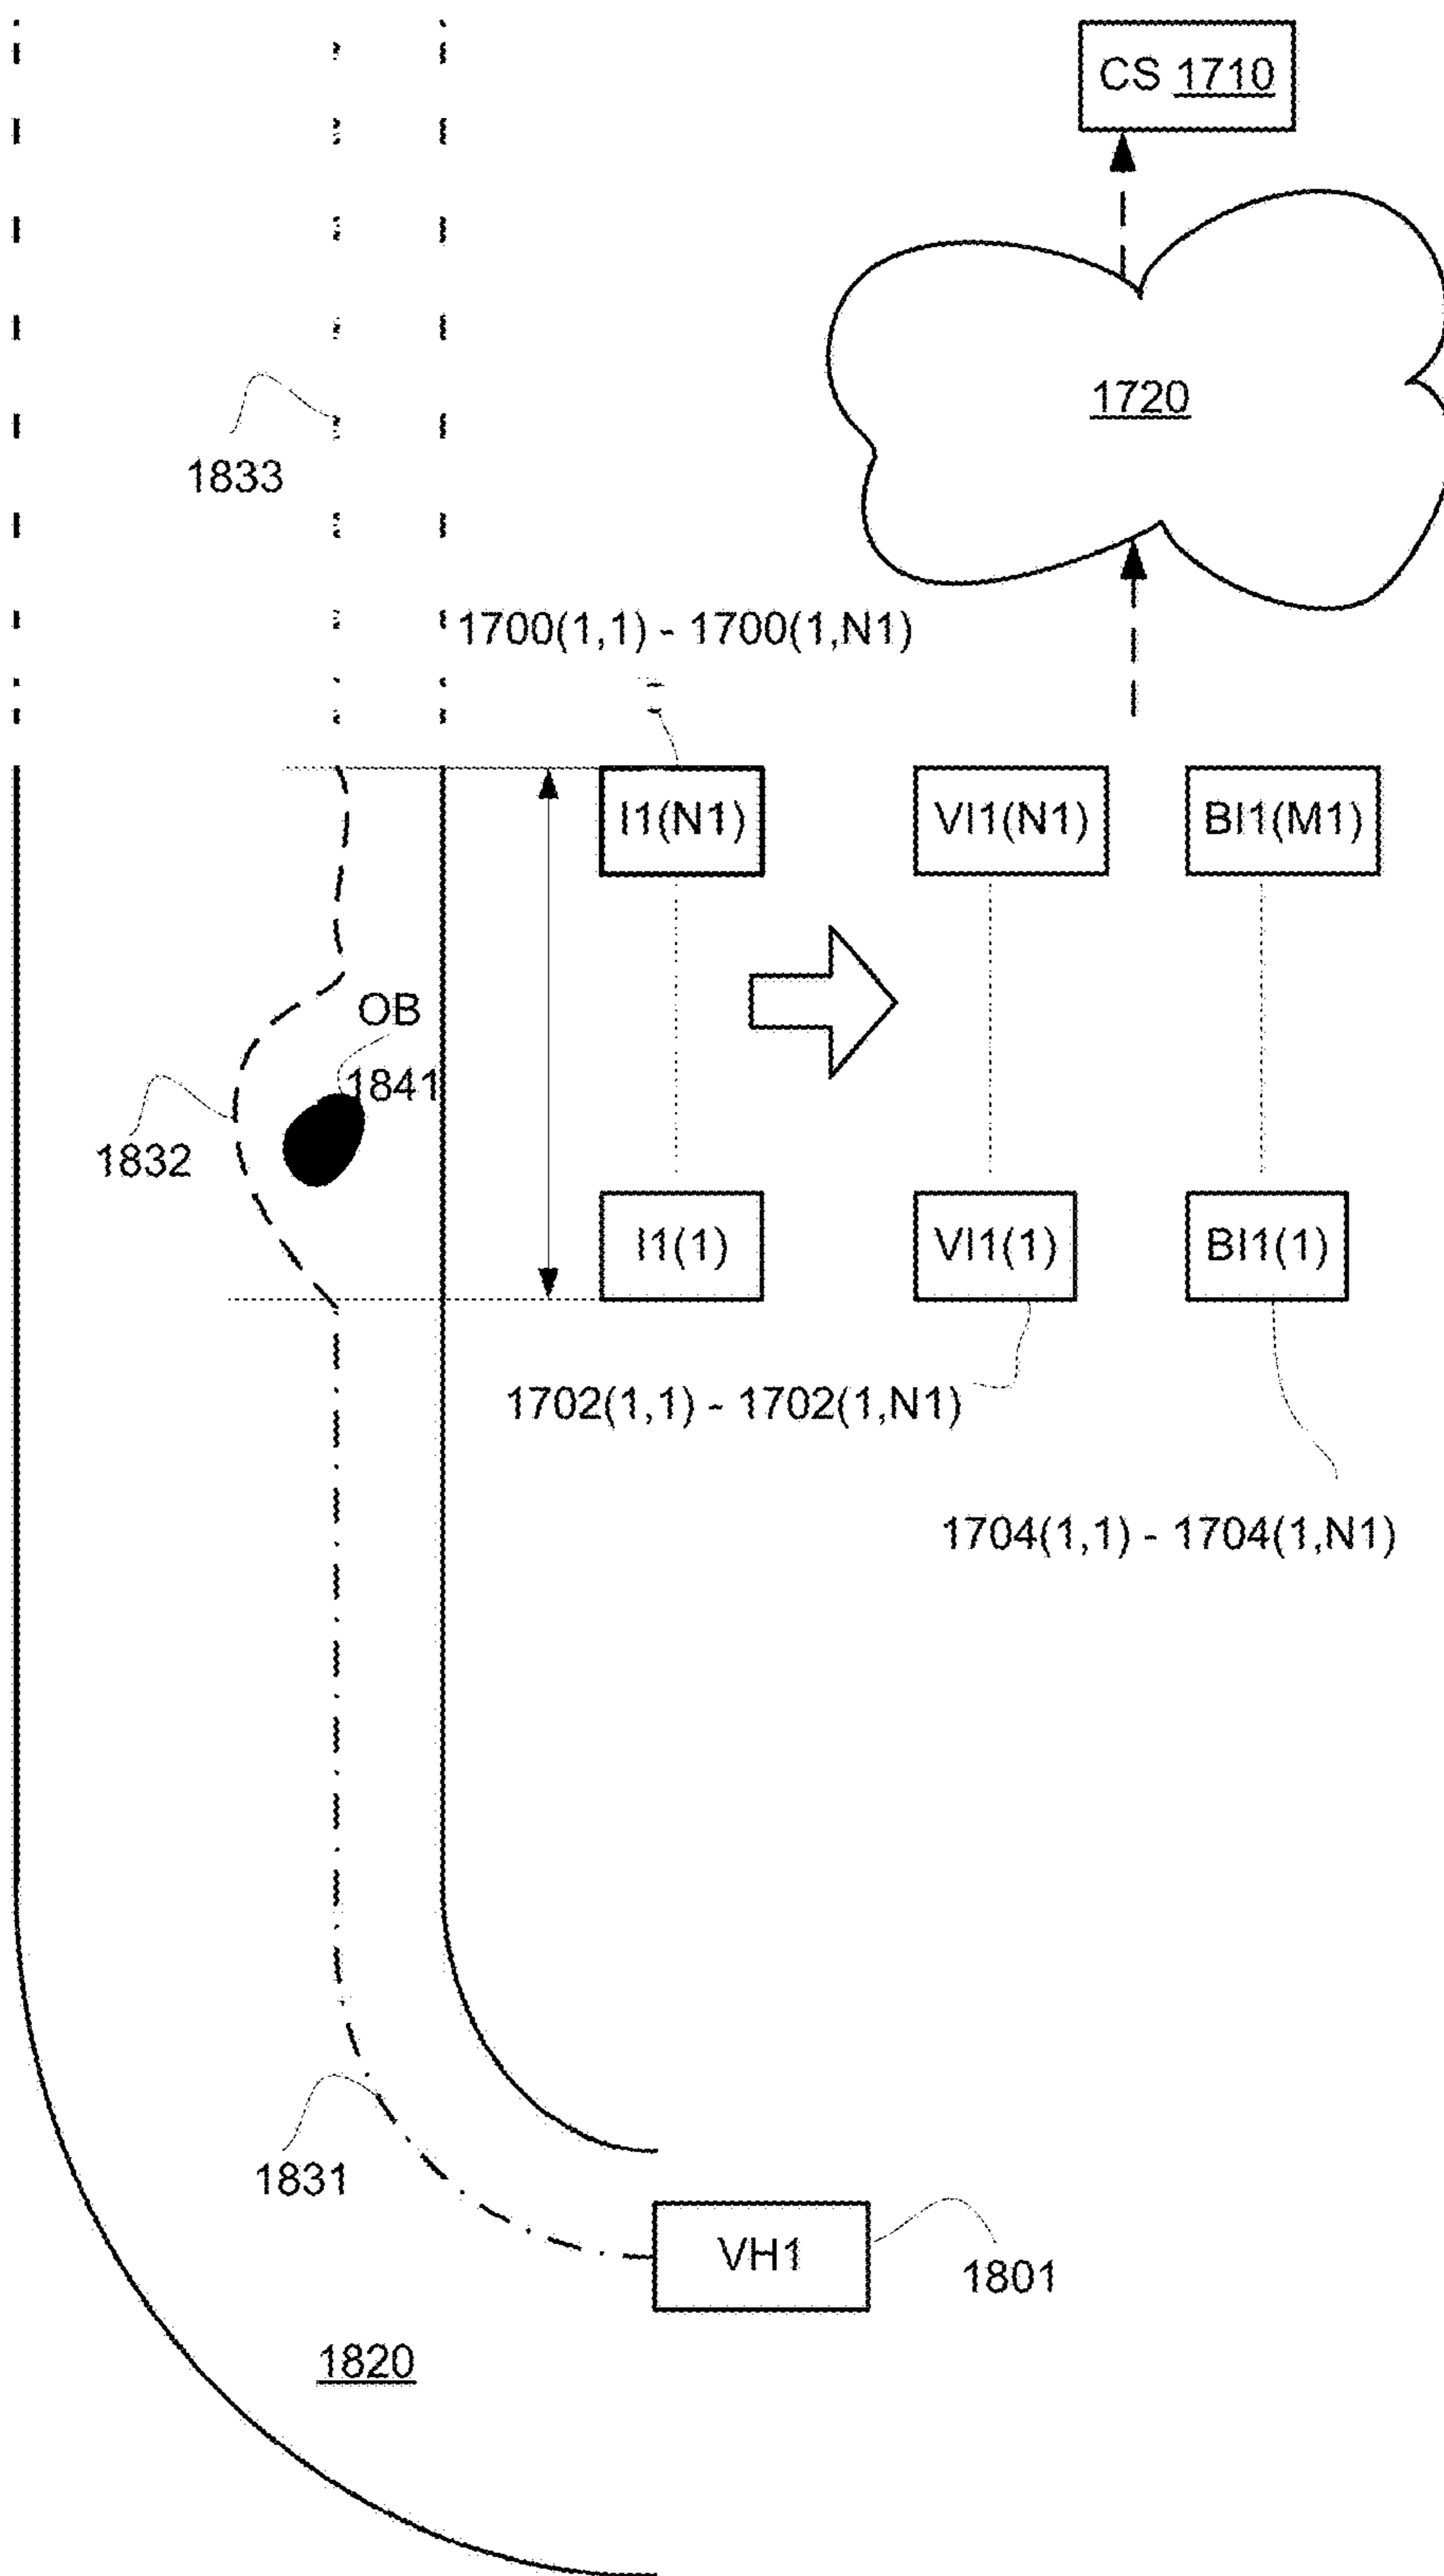 CS 1710
1720
1833
1700(1,1) - 1700(1,N1)
I1(N1)
VI1(N1)
BI1(M1)
OB
1841
1832
I1(1)
VI1(1)
BI1(1)
1702(1,1) - 1702(1,N1)
1704(1,1) - 1704(1,N1)
1831
VH1
1801
1820